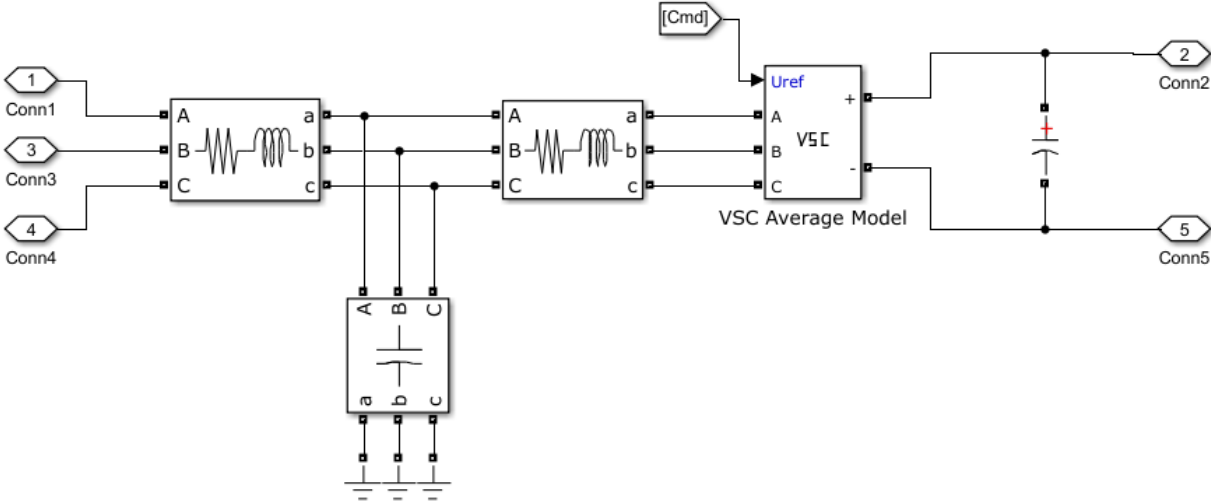 [Cmd]
1
Conn1
3
Conn3
4
Conn4
A a
B b
C c
A a
B b
C c
Uref
A +
B VSC
C -
VSC Average Model
+
2
Conn2
5
Conn5
A B C
a b c